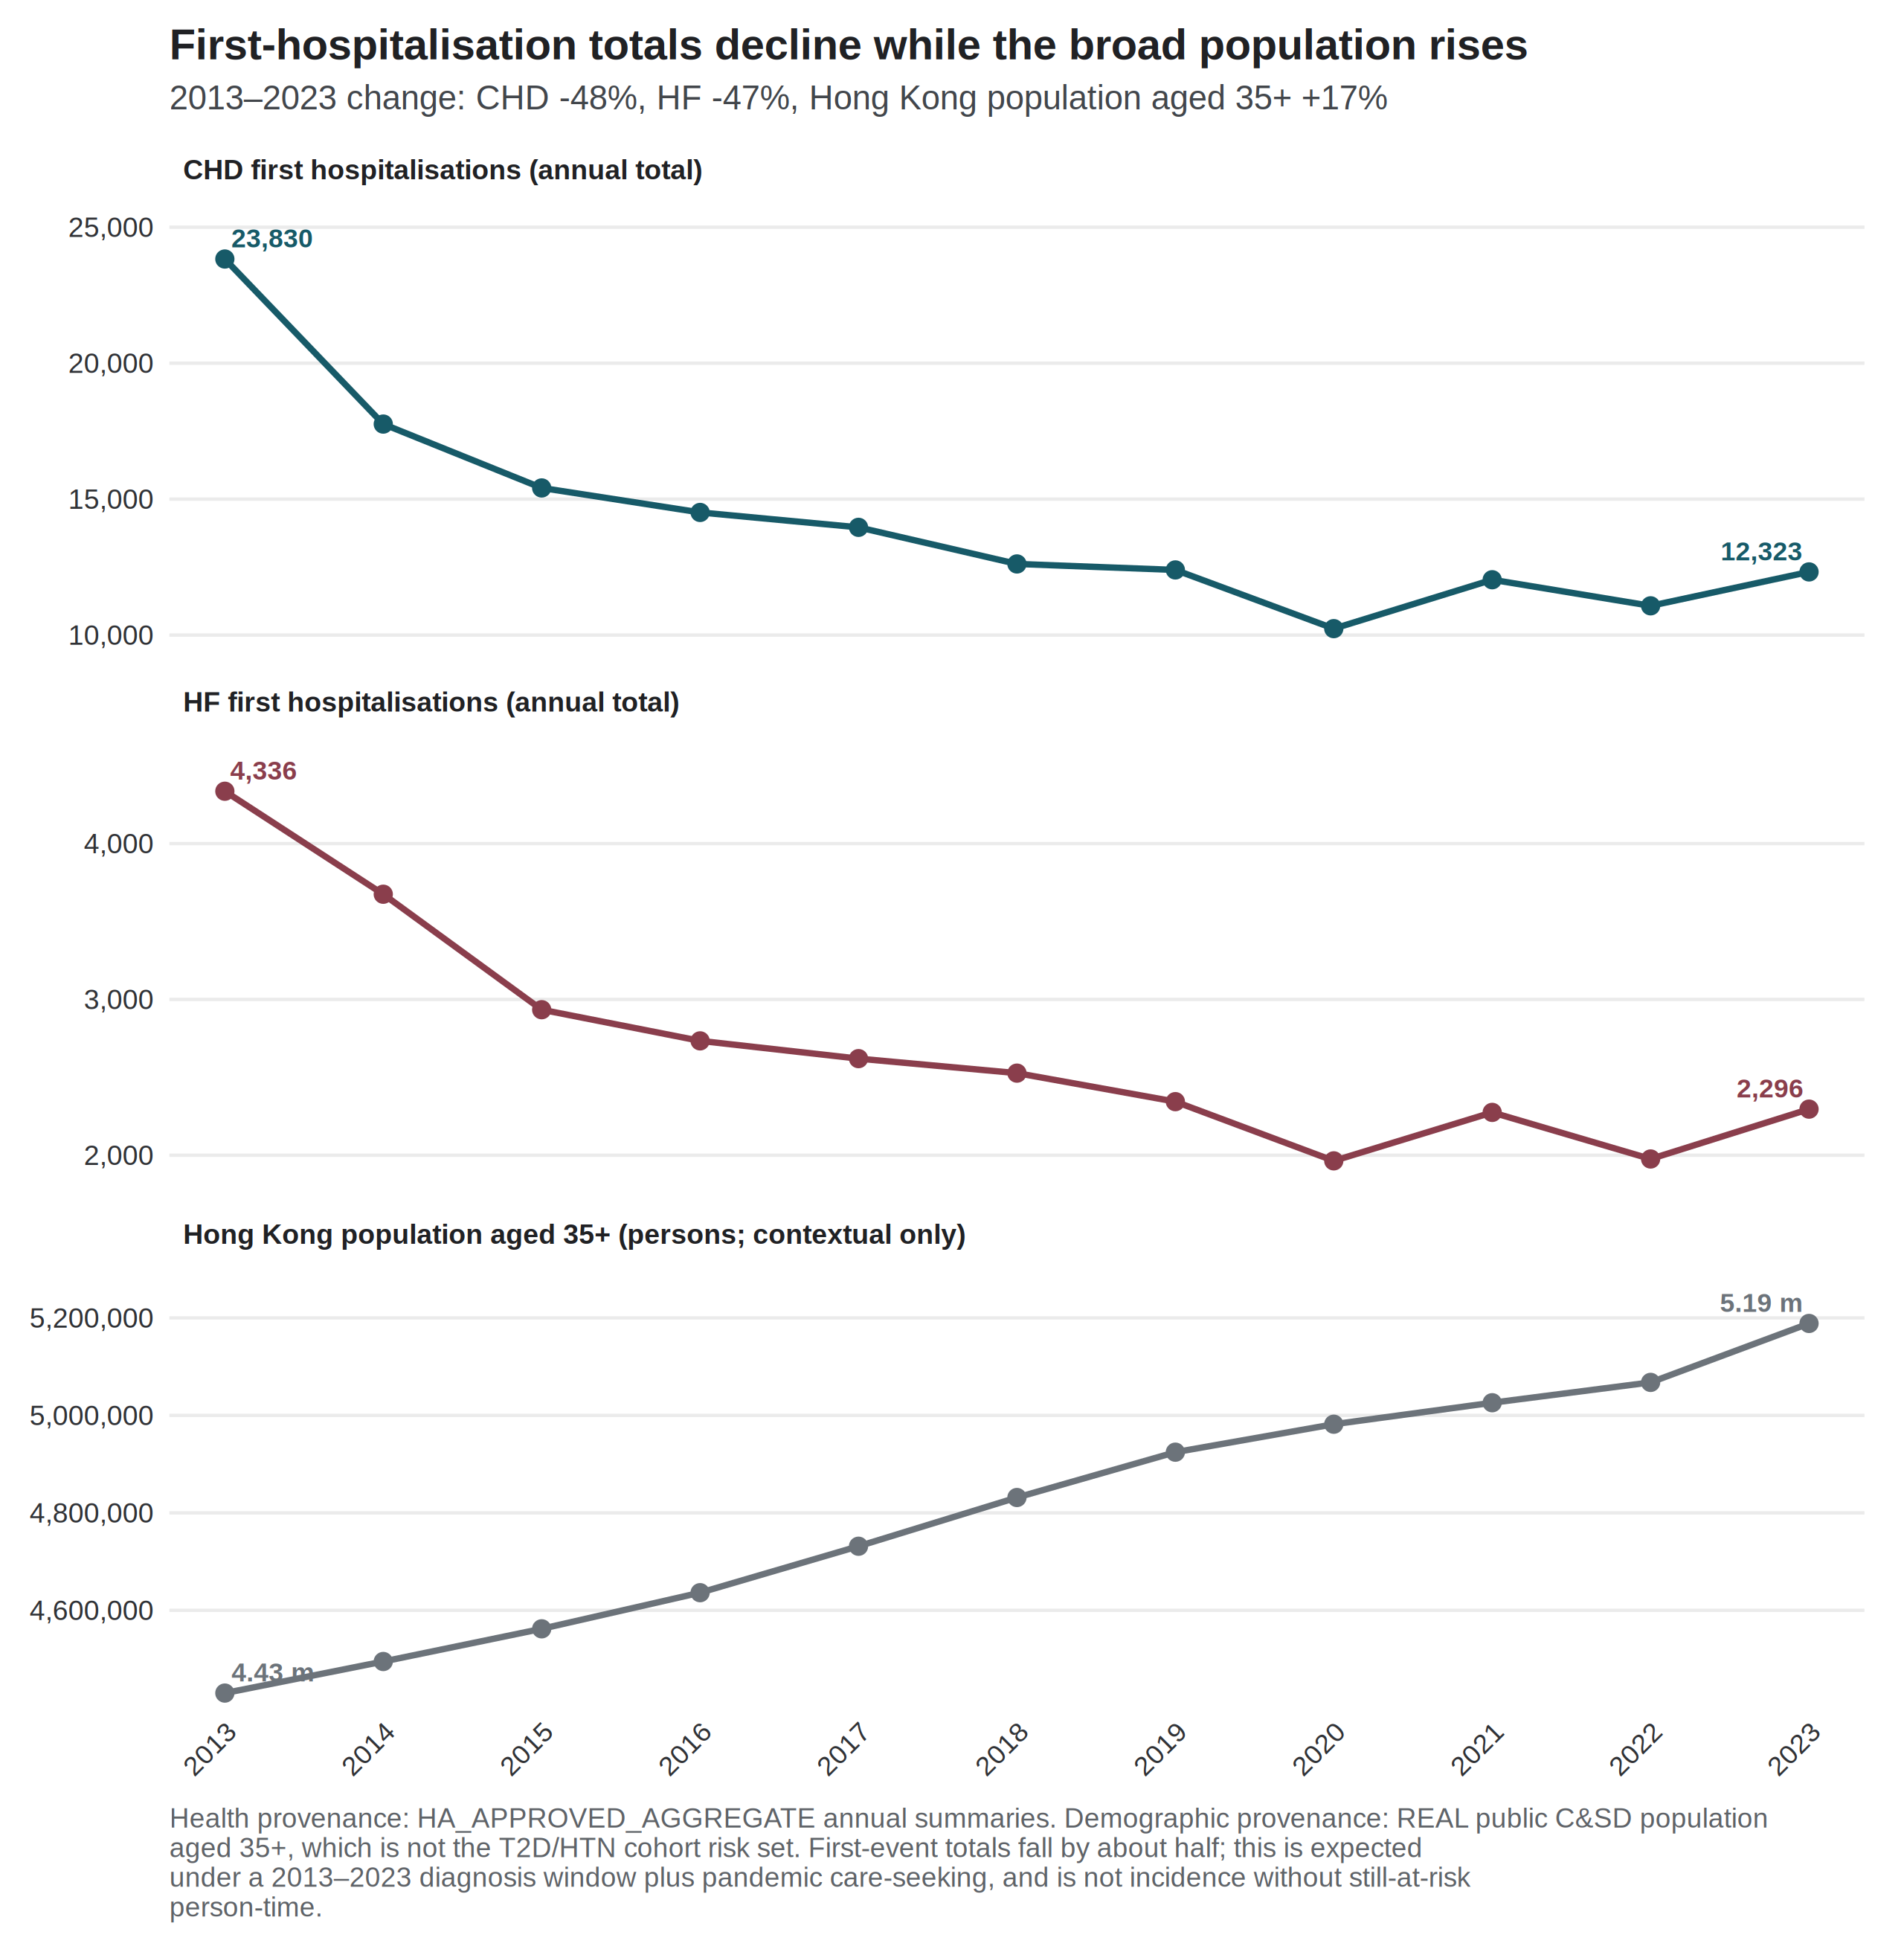 First-hospitalisation totals decline while the broad population rises
2013–2023 change: CHD -48%, HF -47%, Hong Kong population aged 35+ +17%
CHD first hospitalisations (annual total)
25,000
23,830
20,000
15,000
12,323
10,000
HF first hospitalisations (annual total)
4,336
4,000
3,000
2,296
2,000
Hong Kong population aged 35+ (persons; contextual only)
5.19 m
5,200,000
5,000,000
4,800,000
4,600,000
4.43 m
2013 2014 2015 2016 2017 2018 2019 2020 2021 2022 2023
Health provenance: HA_APPROVED_AGGREGATE annual summaries. Demographic provenance: REAL public C&SD population
aged 35+, which is not the T2D/HTN cohort risk set. First-event totals fall by about half; this is expected
under a 2013–2023 diagnosis window plus pandemic care-seeking, and is not incidence without still-at-risk
person-time.